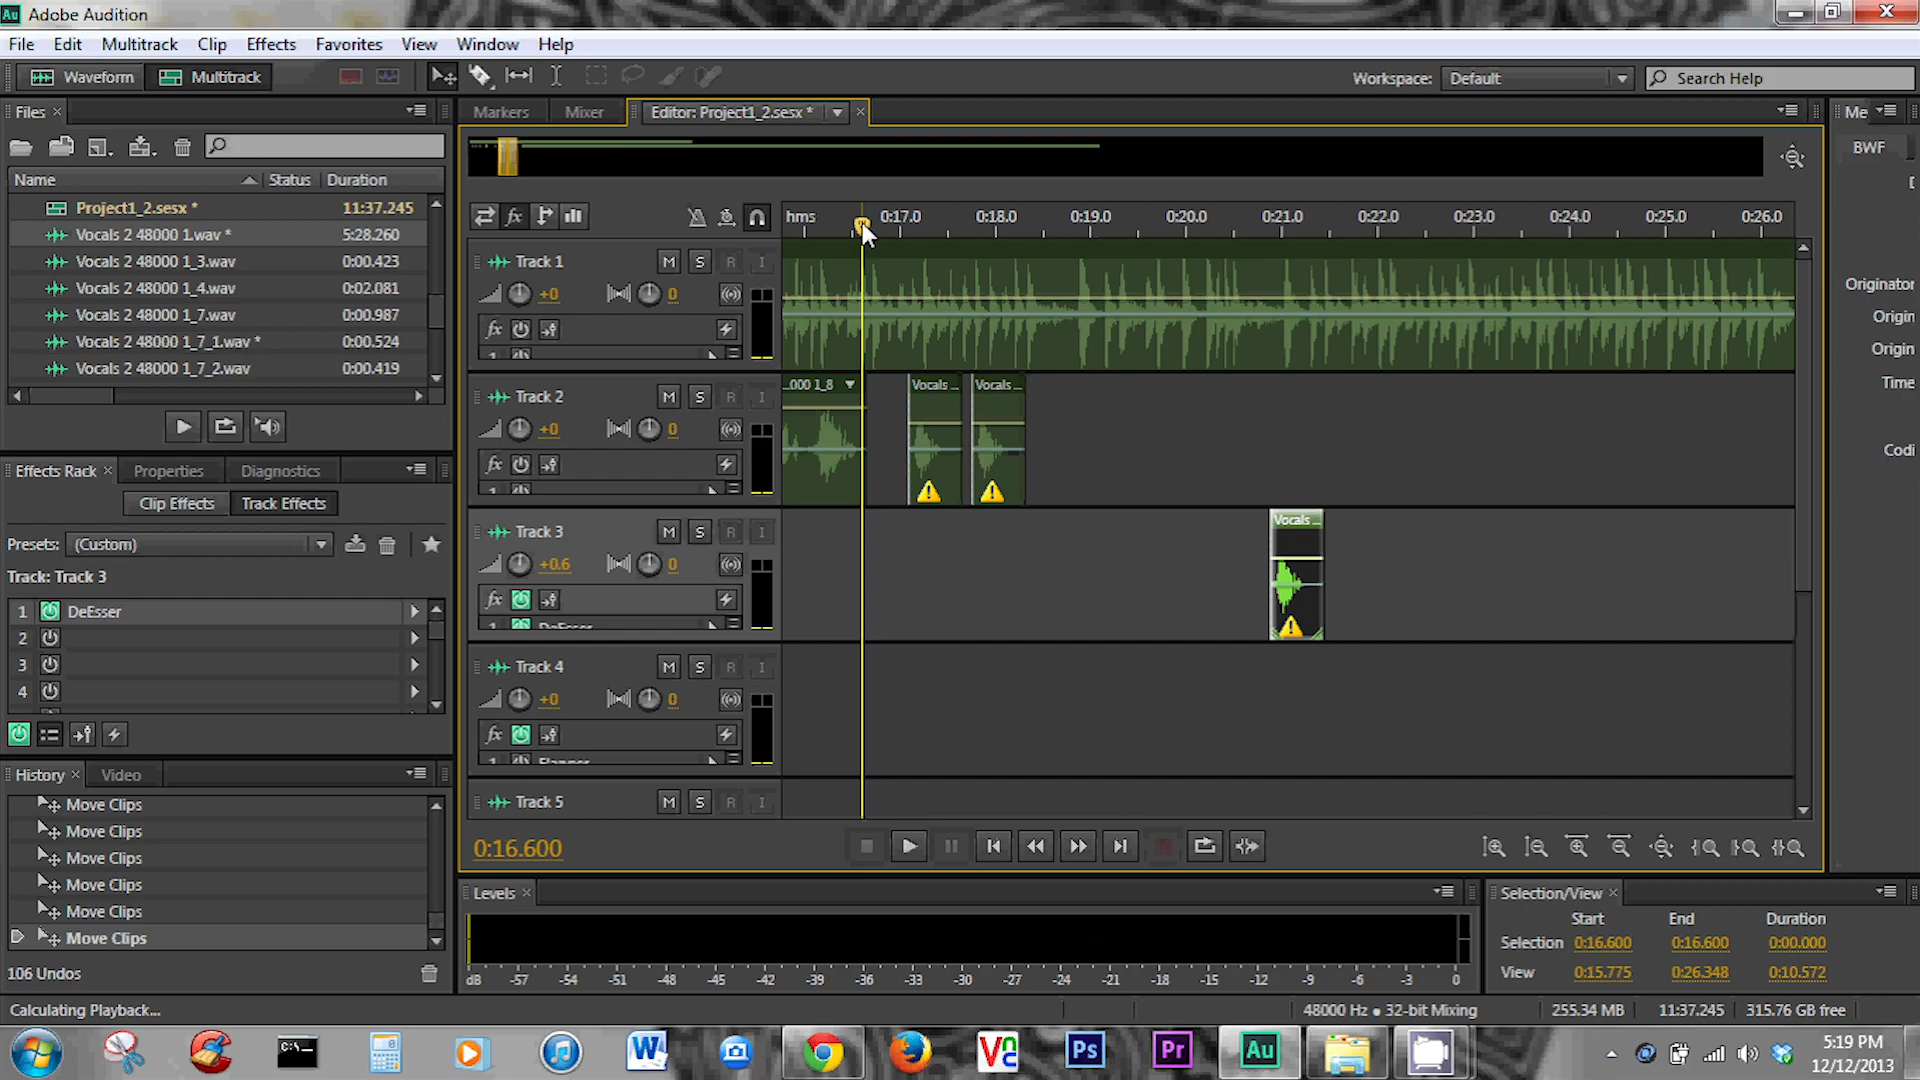 Au Adobe Audition
File Edit Multitrack Clip Effects Favorites View Window Help
Waveform Multitrack
Workspace: Default
Search Help
Files
Name Status Duration
Project1_2.sesx * 11:37.245
Vocals 2 48000 1.wav * 5:28.260
Vocals 2 48000 1_3.wav 0:00.423
Vocals 2 48000 1_4.wav 0:02.081
Vocals 2 48000 1_7.wav 0:00.987
Vocals 2 48000 1_7_1.wav * 0:00.524
Vocals 2 48000 1_7_2.wav 0:00.419
Effects Rack Properties Diagnostics
Clip Effects Track Effects
Presets: (Custom)
Track: Track 3
1 DeEsser
2
3
4
History Video
Move Clips
Move Clips
Move Clips
Move Clips
Move Clips
Move Clips
106 Undos
Calculating Playback...
Markers Mixer Editor: Project1_2.sesx *
fx
hms 0:17.0 0:18.0 0:19.0 0:20.0 0:21.0 0:22.0 0:23.0 0:24.0 0:25.0 0:26.0
Track 1 M S R I
+0 0
fx
1
Track 2 M S R I
+0 0
fx
1
..000 1_8 Vocals ... Vocals ...
Track 3 M S R I
+0.6 0
fx
1 DeEsser
Vocals ...
Track 4 M S R I
+0 0
fx
1 Flanger
Track 5 M S R I
0:16.600
Levels
dB -57 -54 -51 -48 -45 -42 -39 -36 -33 -30 -27 -24 -21 -18 -15 -12 -9 -6 -3 0
Selection/View
Start End Duration
Selection 0:16.600 0:16.600 0:00.000
View 0:15.775 0:26.348 0:10.572
48000 Hz ● 32-bit Mixing 255.34 MB 11:37.245 315.76 GB free
Me
BWF
Originator
Origin
Origin
Time
Codi
C:\
W
Ps
Pr
Au
5:19 PM
12/12/2013